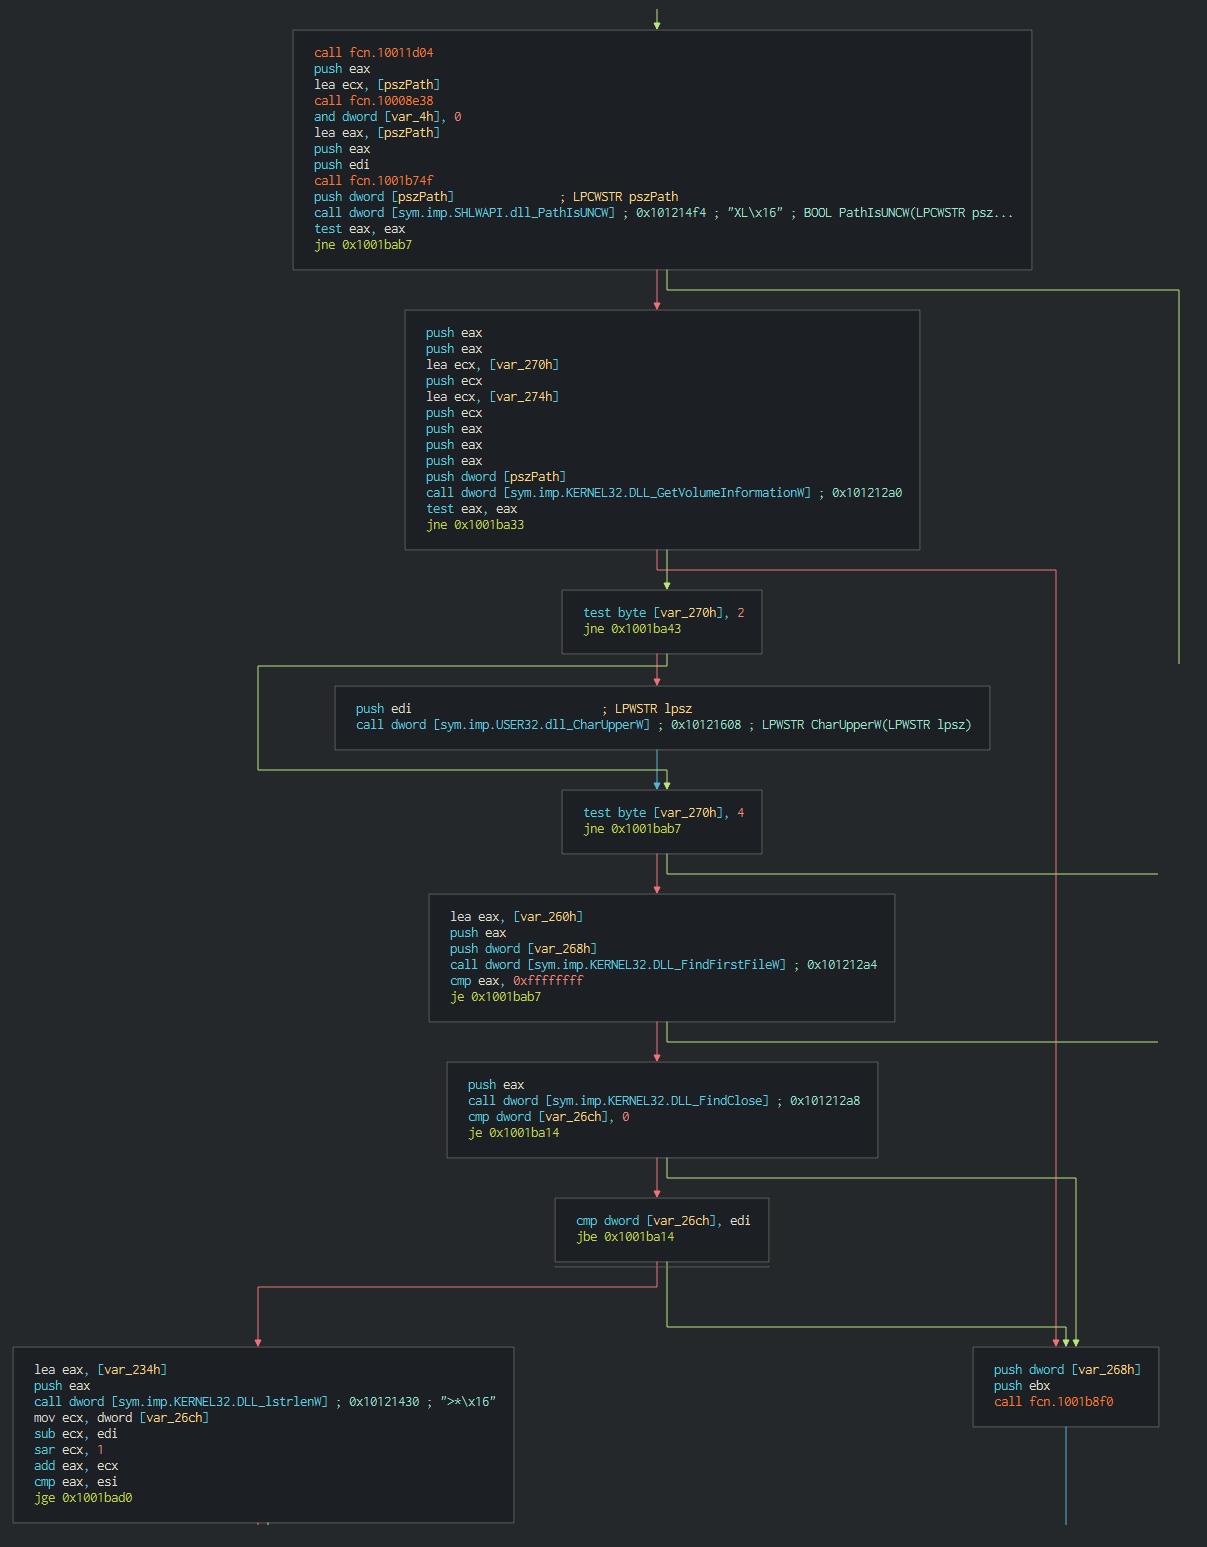 call fcn.10011d04
push eax
lea ecx, [pszPath]
call fcn.10008e38
and dword [var_4h], 0
lea eax, [pszPath]
push eax
push edi
call fcn.1001b74f
push dword [pszPath] ; LPCWSTR pszPath
call dword [sym.imp.SHLWAPI.dll_PathIsUNCW] ; 0x101214f4 ; "XL\x16" ; BOOL PathIsUNCW(LPCWSTR psz...
test eax, eax
jne 0x1001bab7
push eax
push eax
lea ecx, [var_270h]
push ecx
lea ecx, [var_274h]
push ecx
push eax
push eax
push eax
push dword [pszPath]
call dword [sym.imp.KERNEL32.DLL_GetVolumeInformationW] ; 0x101212a0
test eax, eax
jne 0x1001ba33
test byte [var_270h], 2
jne 0x1001ba43
push edi ; LPWSTR lpsz
call dword [sym.imp.USER32.dll_CharUpperW] ; 0x10121608 ; LPWSTR CharUpperW(LPWSTR lpsz)
test byte [var_270h], 4
jne 0x1001bab7
lea eax, [var_260h]
push eax
push dword [var_268h]
call dword [sym.imp.KERNEL32.DLL_FindFirstFileW] ; 0x101212a4
cmp eax, 0xffffffff
je 0x1001bab7
push eax
call dword [sym.imp.KERNEL32.DLL_FindClose] ; 0x101212a8
cmp dword [var_26ch], 0
je 0x1001ba14
cmp dword [var_26ch], edi
jbe 0x1001ba14
lea eax, [var_234h]
push eax
call dword [sym.imp.KERNEL32.DLL_lstrlenW] ; 0x10121430 ; ">*\x16"
mov ecx, dword [var_26ch]
sub ecx, edi
sar ecx, 1
add eax, ecx
cmp eax, esi
jge 0x1001bad0
push dword [var_268h]
push ebx
call fcn.1001b8f0